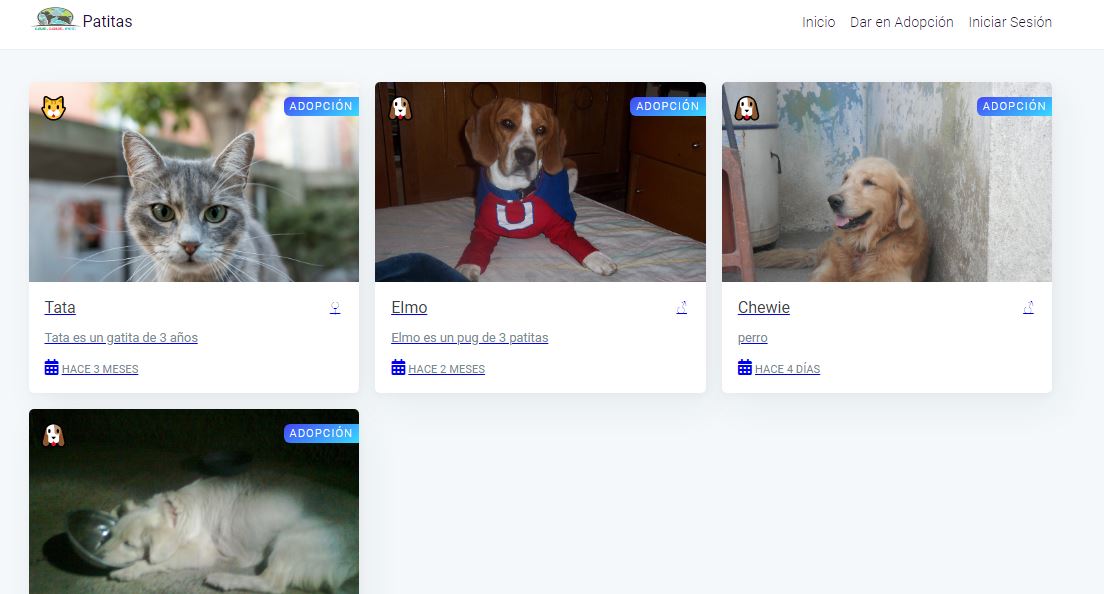 Patitas
Inicio Dar en Adopción Iniciar Sesión
ADOPCIÓN
Tata
Tata es un gatita de 3 años
HACE 3 MESES
ADOPCIÓN
U
Elmo
Elmo es un pug de 3 patitas
HACE 2 MESES
ADOPCIÓN
Chewie
perro
HACE 4 DÍAS
ADOPCIÓN